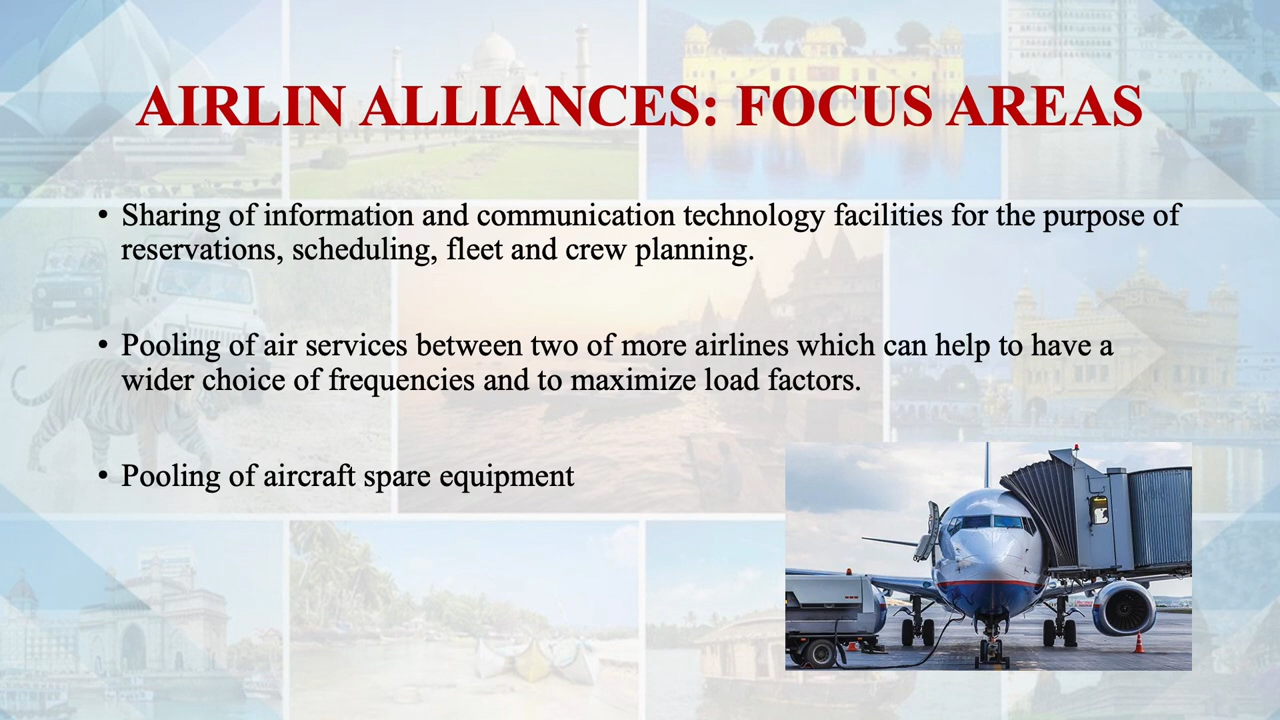 AIRLIN ALLIANCES: FOCUS AREAS
• Sharing of information and communication technology facilities for the purpose of
reservations, scheduling, fleet and crew planning.
• Pooling of air services between two of more airlines which can help to have a
wider choice of frequencies and to maximize load factors.
• Pooling of aircraft spare equipment